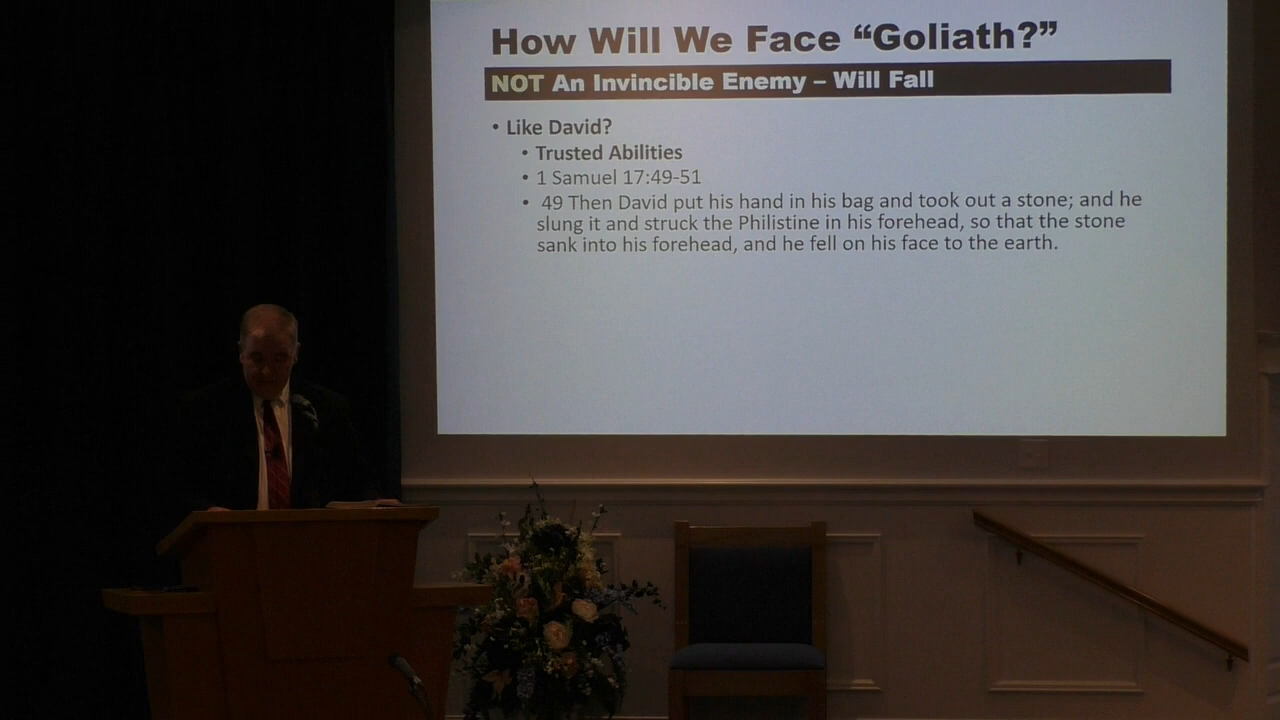 How Will We Face “Goliath?”
NOT An Invincible Enemy – Will Fall
• Like David?
• Trusted Abilities
• 1 Samuel 17:49-51
• 49 Then David put his hand in his bag and took out a stone; and he
slung it and struck the Philistine in his forehead, so that the stone
sank into his forehead, and he fell on his face to the earth.